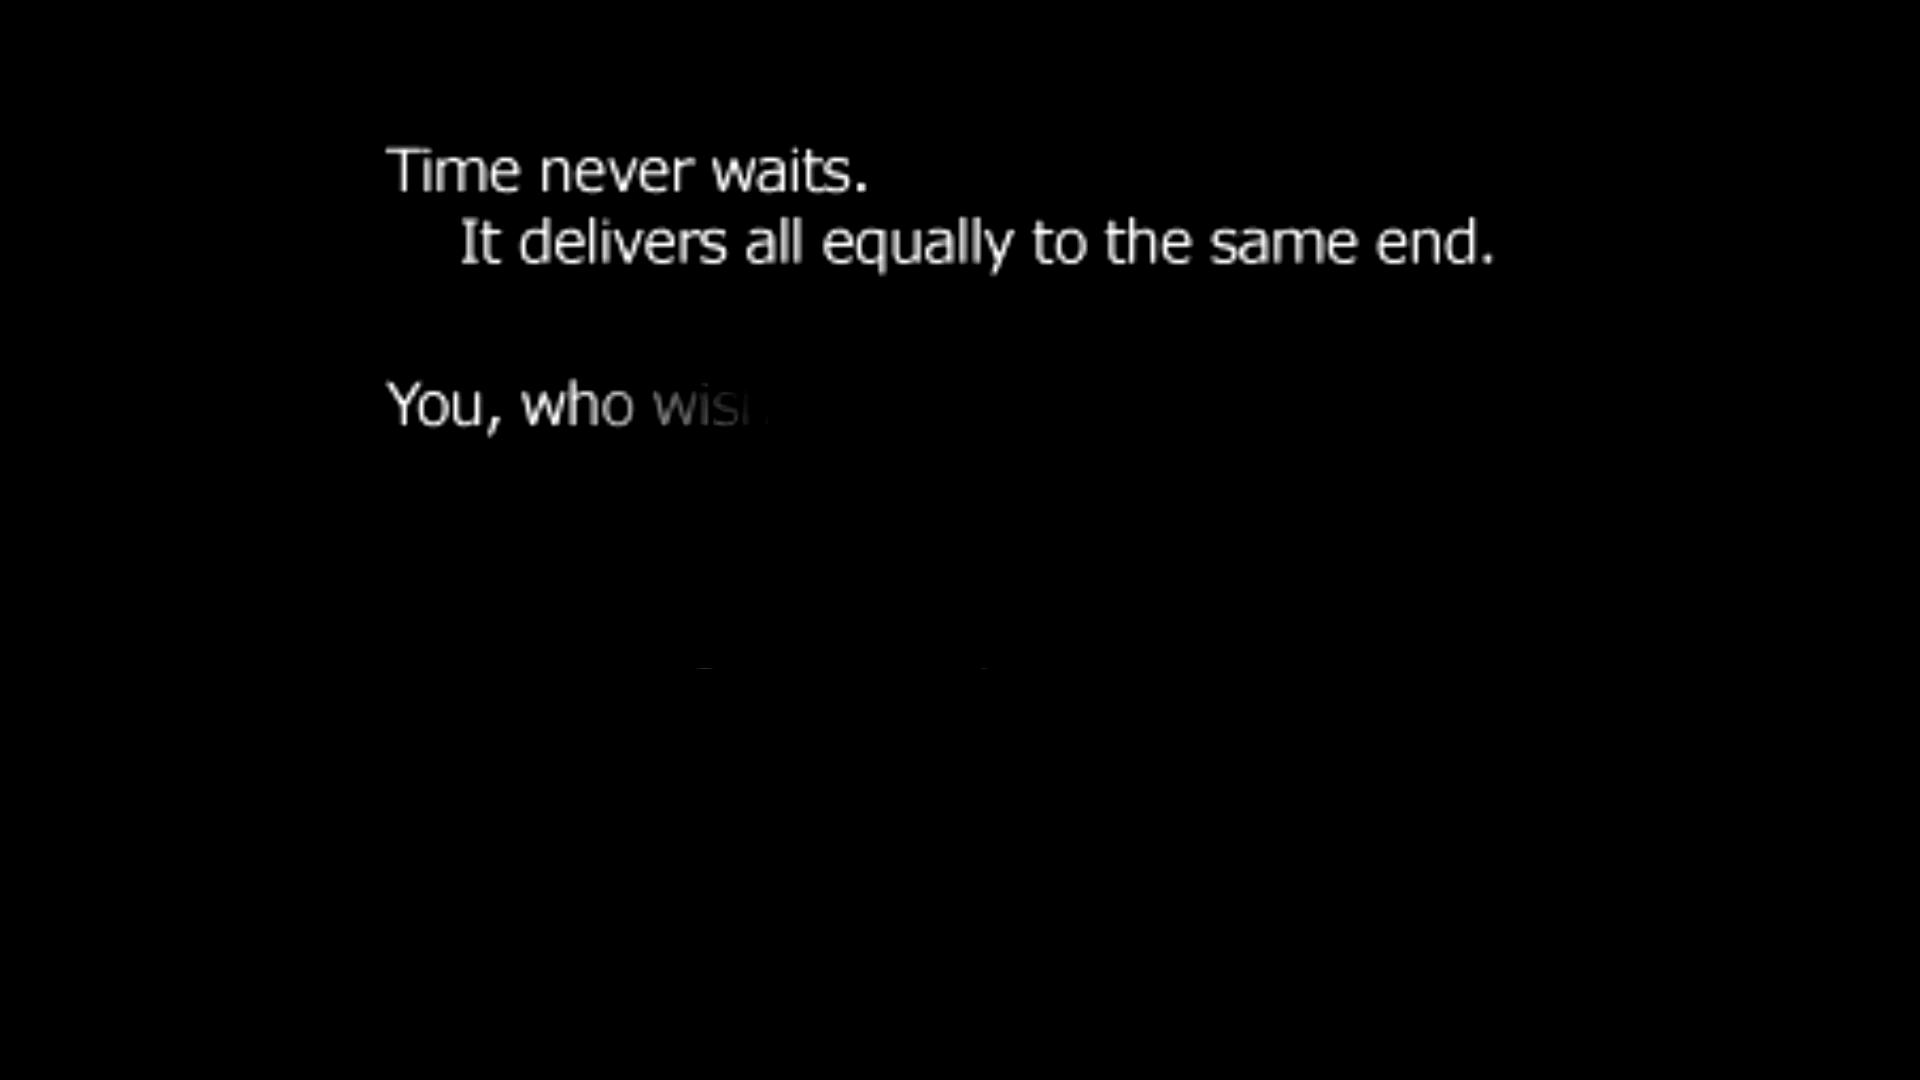 Time never waits.
It delivers all equally to the same end.
You, who